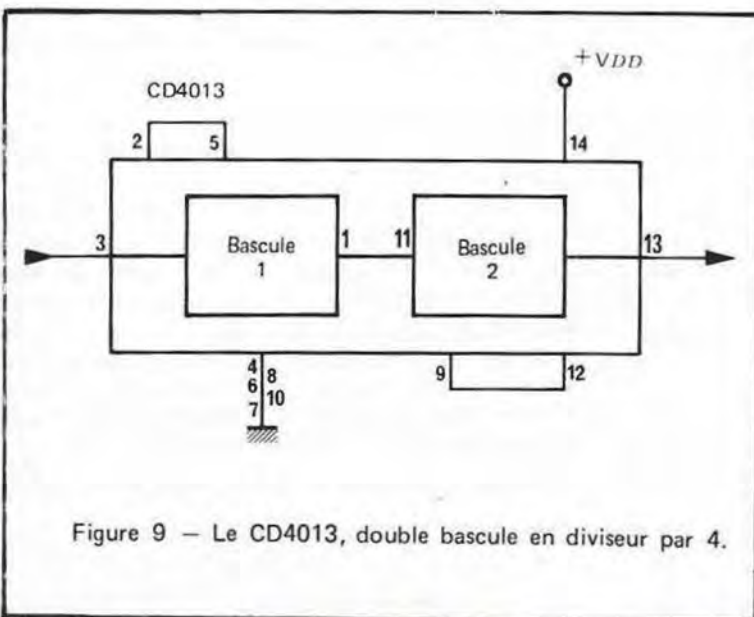 +VDD
CD4013
2 5 14
3 Bascule 1 11 Bascule 13
1 2
4 8 9 12
6 10
7
Figure 9 — Le CD4013, double bascule en diviseur par 4.